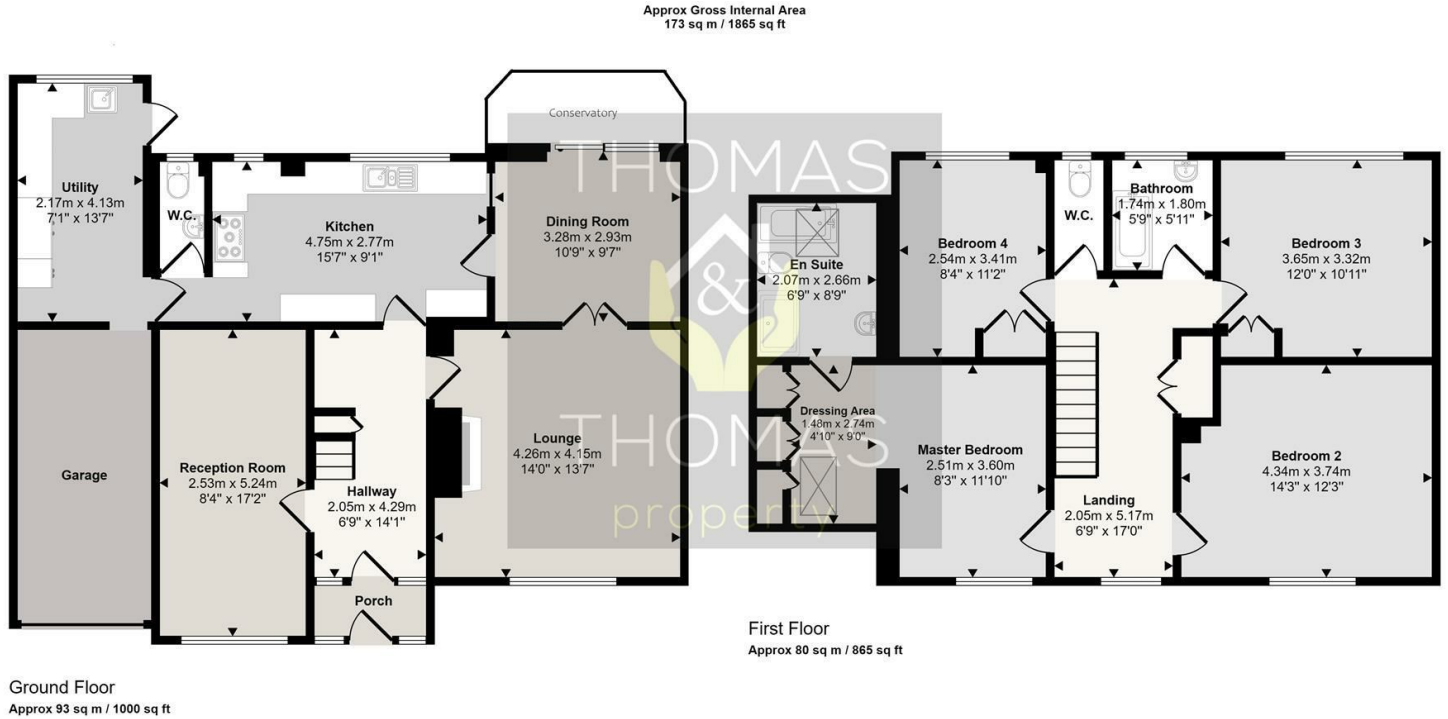 Approx Gross Internal Area
173 sq m / 1865 sq ft
Conservatory
THOMAS
&
THOMAS
property
Utility
2.17m x 4.13m
7'1" x 13'7"
W.C.
Kitchen
4.75m x 2.77m
15'7" x 9'1"
Dining Room
3.28m x 2.93m
10'9" x 9'7"
Garage
Reception Room
2.53m x 5.24m
8'4" x 17'2"
Hallway
2.05m x 4.29m
6'9" x 14'1"
Lounge
4.26m x 4.15m
14'0" x 13'7"
Porch
Ground Floor
Approx 93 sq m / 1000 sq ft
En Suite
2.07m x 2.66m
6'9" x 8'9"
Bedroom 4
2.54m x 3.41m
8'4" x 11'2"
W.C.
Bathroom
1.74m x 1.80m
5'9" x 5'11"
Bedroom 3
3.65m x 3.32m
12'0" x 10'11"
Dressing Area
1.48m x 2.74m
4'10" x 9'0"
Master Bedroom
2.51m x 3.60m
8'3" x 11'10"
Landing
2.05m x 5.17m
6'9" x 17'0"
Bedroom 2
4.34m x 3.74m
14'3" x 12'3"
First Floor
Approx 80 sq m / 865 sq ft